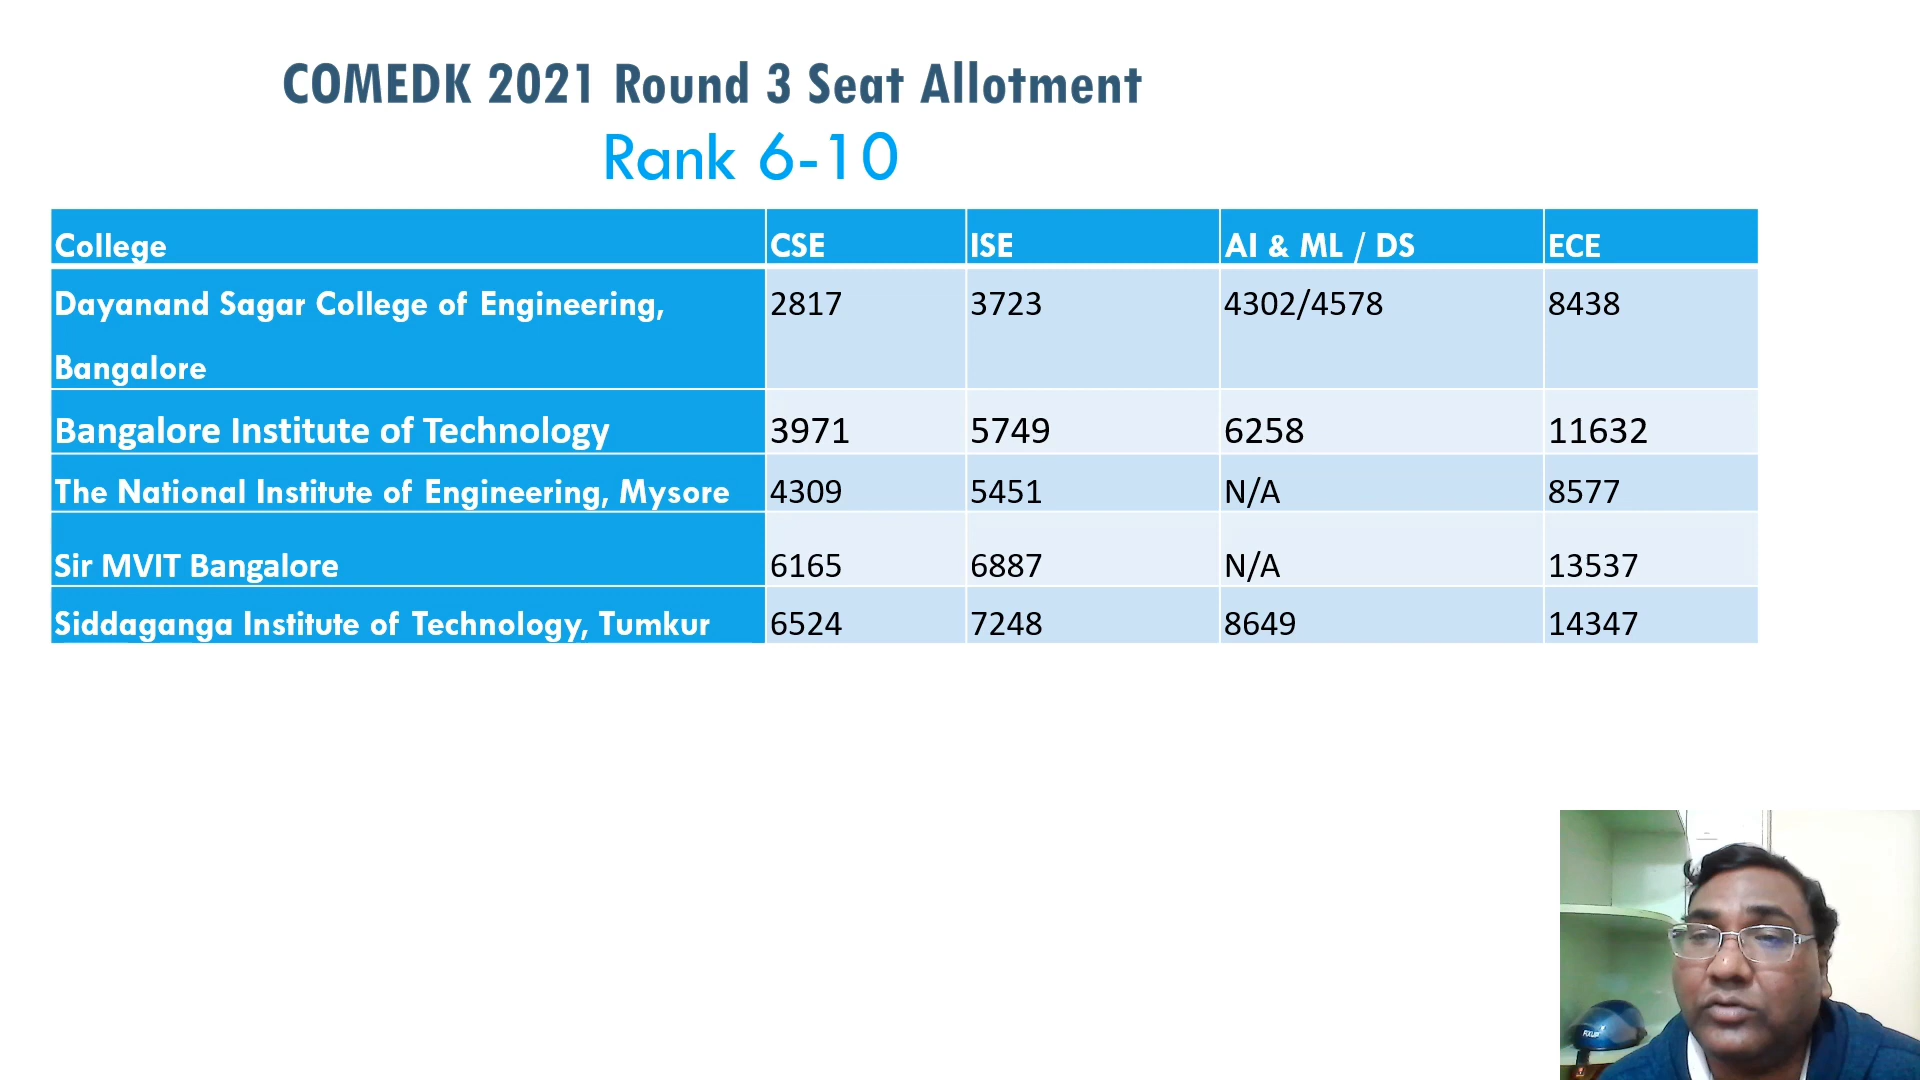 COMEDK 2021 Round 3 Seat Allotment
Rank 6-10
College CSE ISE AI & ML / DS ECE
Dayanand Sagar College of Engineering, 2817 3723 4302/4578 8438
Bangalore
Bangalore Institute of Technology 3971 5749 6258 11632
The National Institute of Engineering, Mysore 4309 5451 N/A 8577
Sir MVIT Bangalore 6165 6887 N/A 13537
Siddaganga Institute of Technology, Tumkur 6524 7248 8649 14347